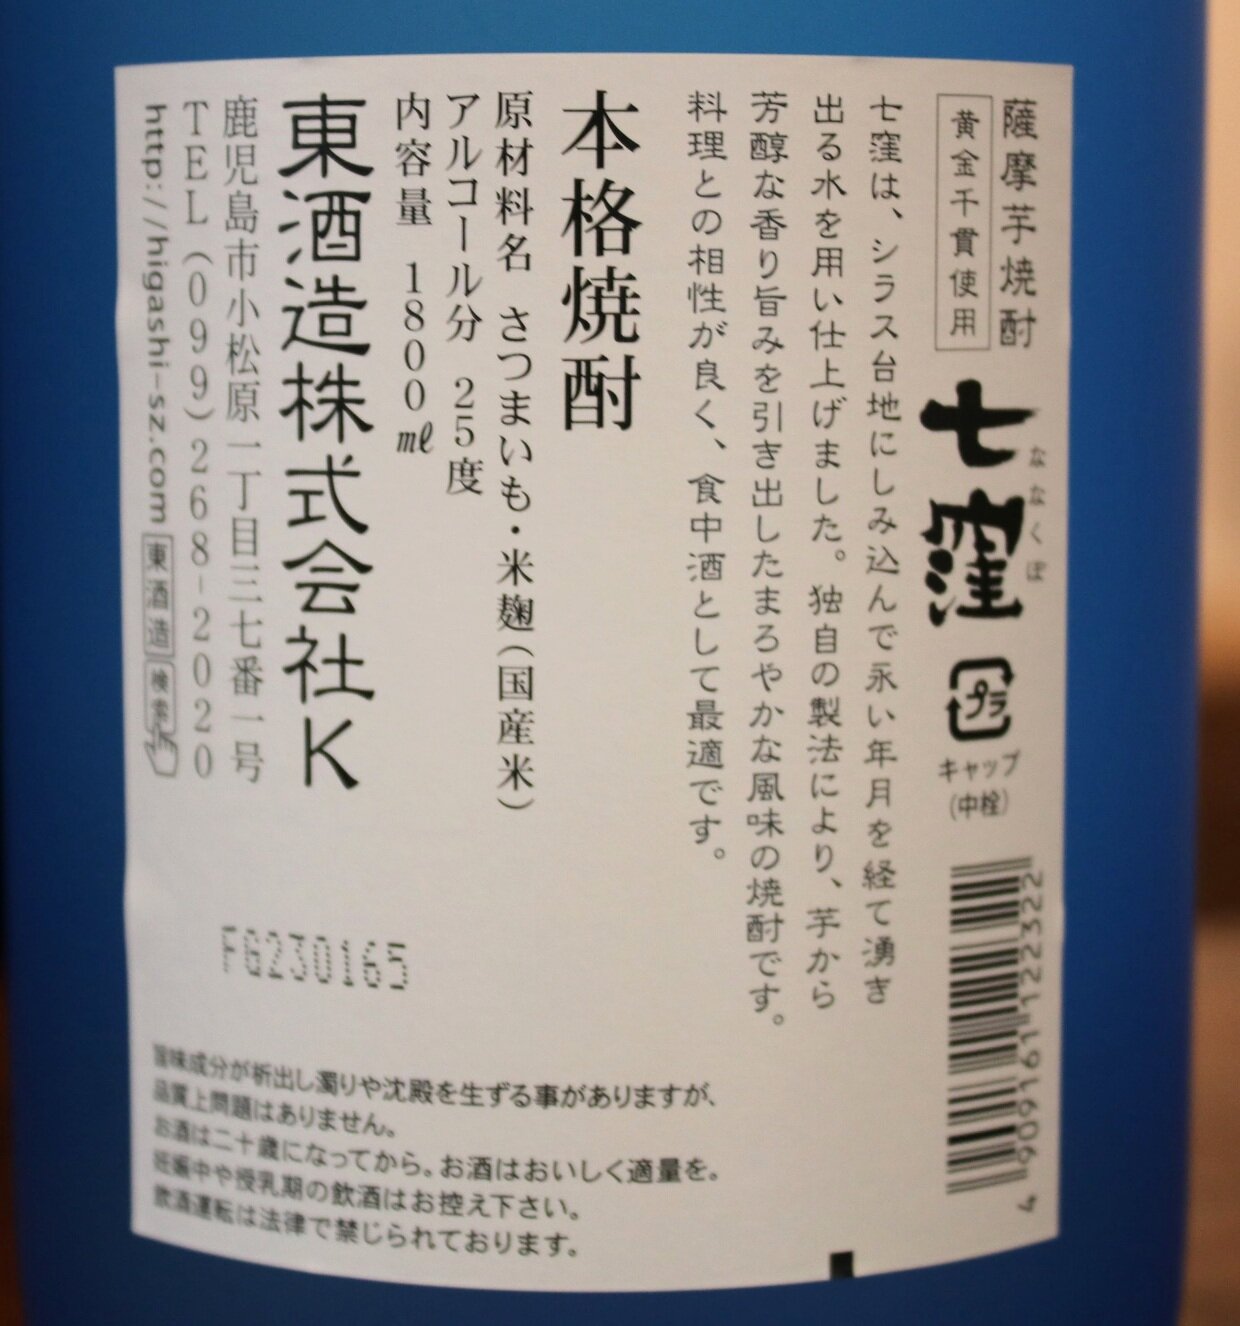 薩摩芋焼酎
黄金千貫使用
七窪
ななくぼ
プラ
キャップ
(中栓)
4 909161 122322
七窪は、シラス台地にしみ込んで永い年月を経て湧き
出る水を用い仕上げました。独自の製法により、芋から
芳醇な香り旨みを引き出したまろやかな風味の焼酎です。
料理との相性が良く、食中酒として最適です。
本格焼酎
原材料名 さつまいも・米麹(国産米)
アルコール分 25度
内容量 1800㎖
東酒造株式会社K
鹿児島市小松原一丁目三七番一号
TEL(099)268-2020
http://higashi-sz.com 東酒造 検索
FG230165
旨味成分が析出し濁りや沈殿を生ずる事がありますが、
品質上問題はありません。
お酒は二十歳になってから。お酒はおいしく適量を。
妊娠中や授乳期の飲酒はお控え下さい。
飲酒運転は法律で禁じられております。